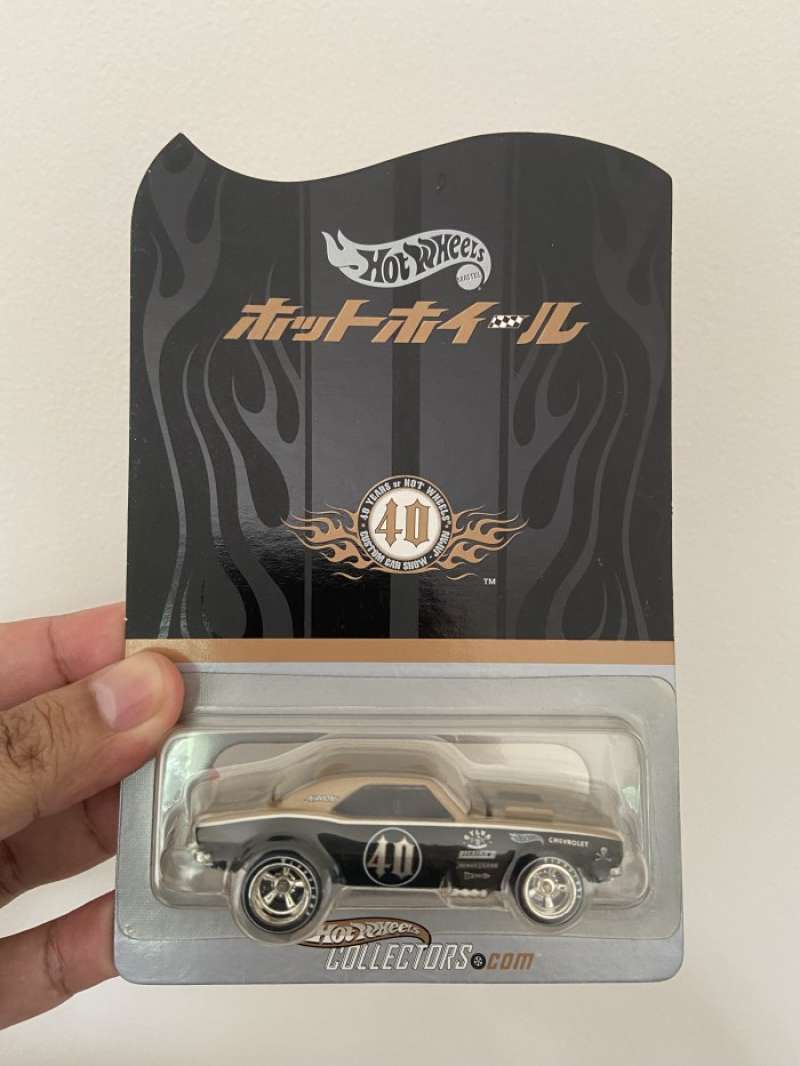 Hot Wheels
MATTEL
ホットホイール
40 YEARS OF HOT WHEELS
40
CUSTOM CAR SHOW - JAPAN
TM
40
CHEVROLET
Hot Wheels
COLLECTORS.COM